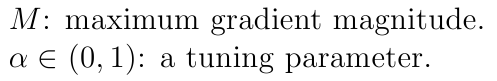 M: maximum gradient magnitude.
α ∈ (0, 1): a tuning parameter.